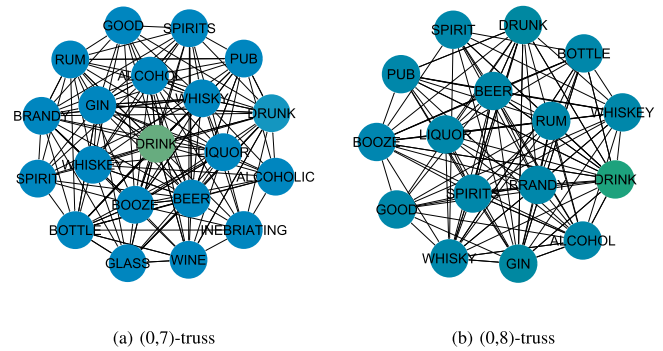 GOOD
SPIRITS
RUM
ALCOHOL
PUB
BRANDY
GIN
WHISKY
DRUNK
DRINK
SPIRIT
WHISKEY
LIQUOR
ALCOHOLIC
BOOZE
BEER
BOTTLE
INEBRIATING
GLASS
WINE
(a) (0,7)-truss
SPIRIT
DRUNK
BOTTLE
PUB
BEER
WHISKEY
BOOZE
LIQUOR
RUM
GOOD
SPIRIT
BRANDY
DRINK
WHISKY
GIN
ALCOHOL
(b) (0,8)-truss